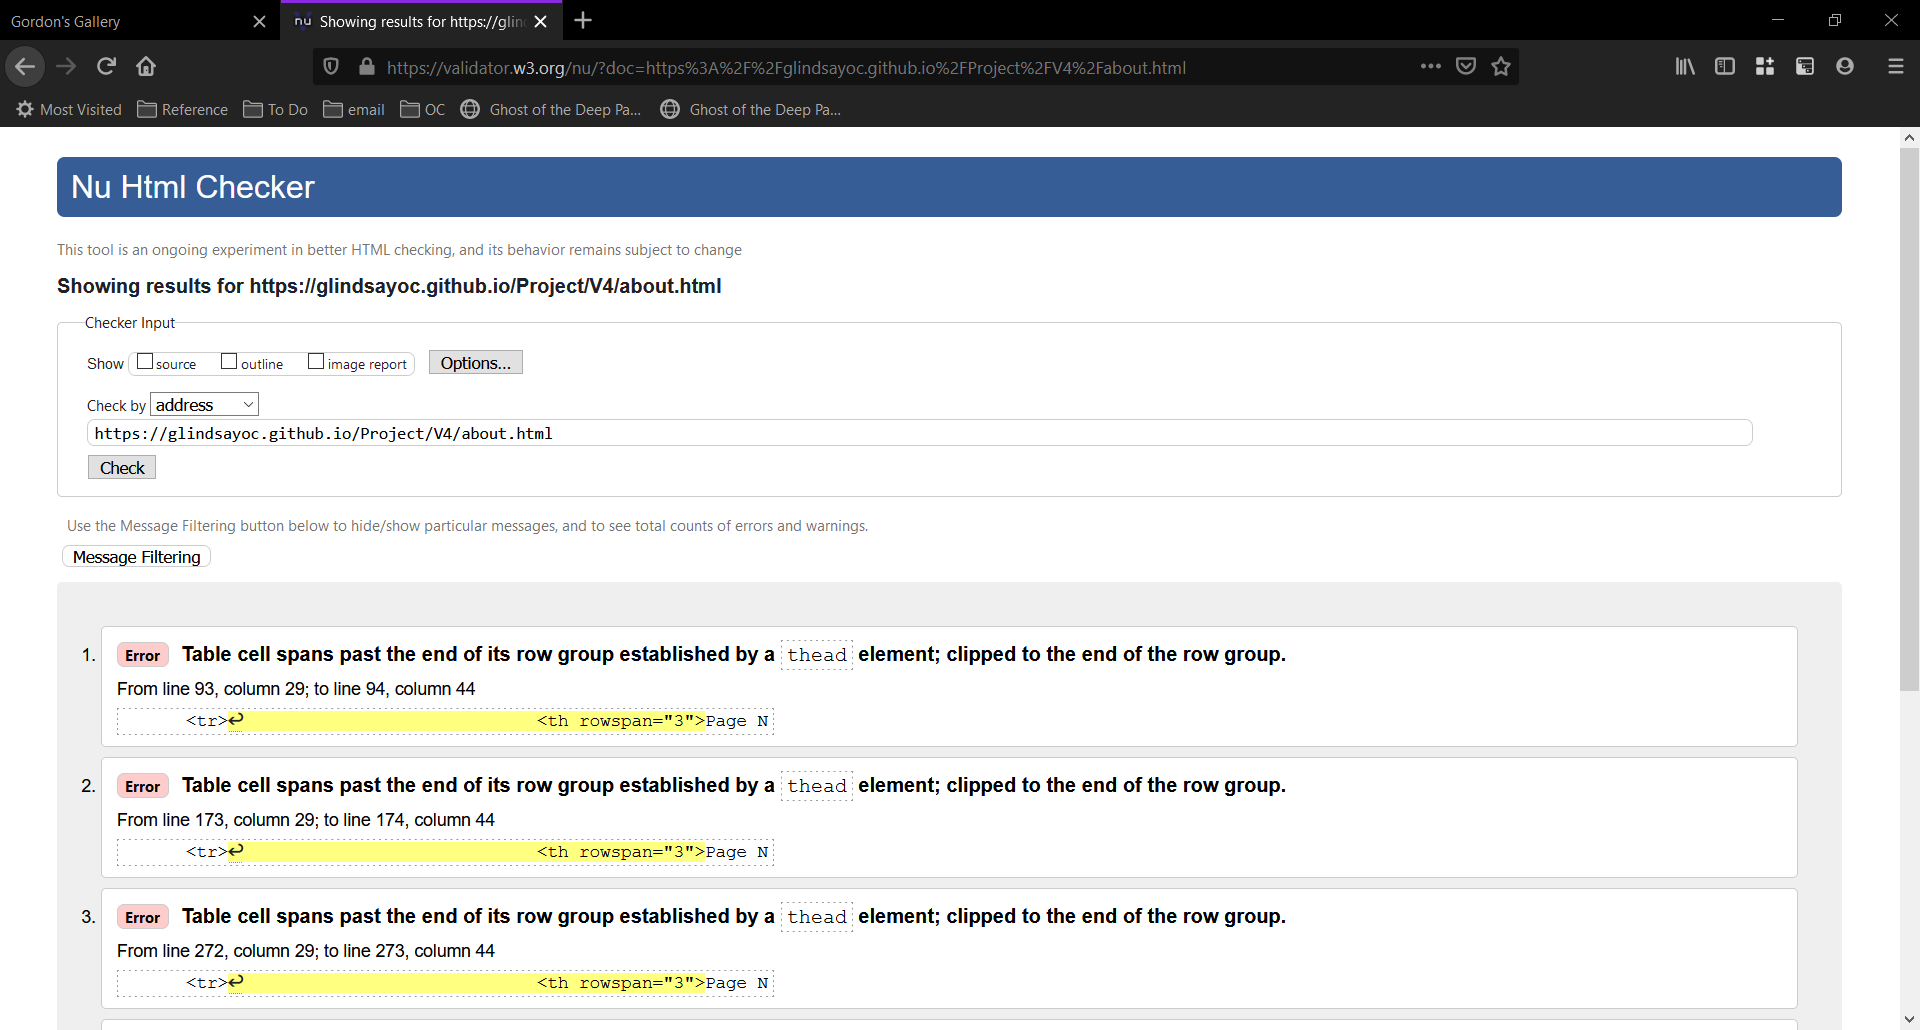 Gordon's Gallery
nu Showing results for https://glin
https://validator.w3.org/nu/?doc=https%3A%2F%2Fglindsayoc.github.io%2FProject%2FV4%2Fabout.html
Most Visited Reference To Do email OC Ghost of the Deep Pa... Ghost of the Deep Pa...
Nu Html Checker
This tool is an ongoing experiment in better HTML checking, and its behavior remains subject to change
Showing results for https://glindsayoc.github.io/Project/V4/about.html
Checker Input
Show source outline image report Options...
Check by address
https://glindsayoc.github.io/Project/V4/about.html
Check
Use the Message Filtering button below to hide/show particular messages, and to see total counts of errors and warnings.
Message Filtering
1. Error Table cell spans past the end of its row group established by a thead element; clipped to the end of the row group.
From line 93, column 29; to line 94, column 44
<tr>↩ <th rowspan="3">Page N
2. Error Table cell spans past the end of its row group established by a thead element; clipped to the end of the row group.
From line 173, column 29; to line 174, column 44
<tr>↩ <th rowspan="3">Page N
3. Error Table cell spans past the end of its row group established by a thead element; clipped to the end of the row group.
From line 272, column 29; to line 273, column 44
<tr>↩ <th rowspan="3">Page N